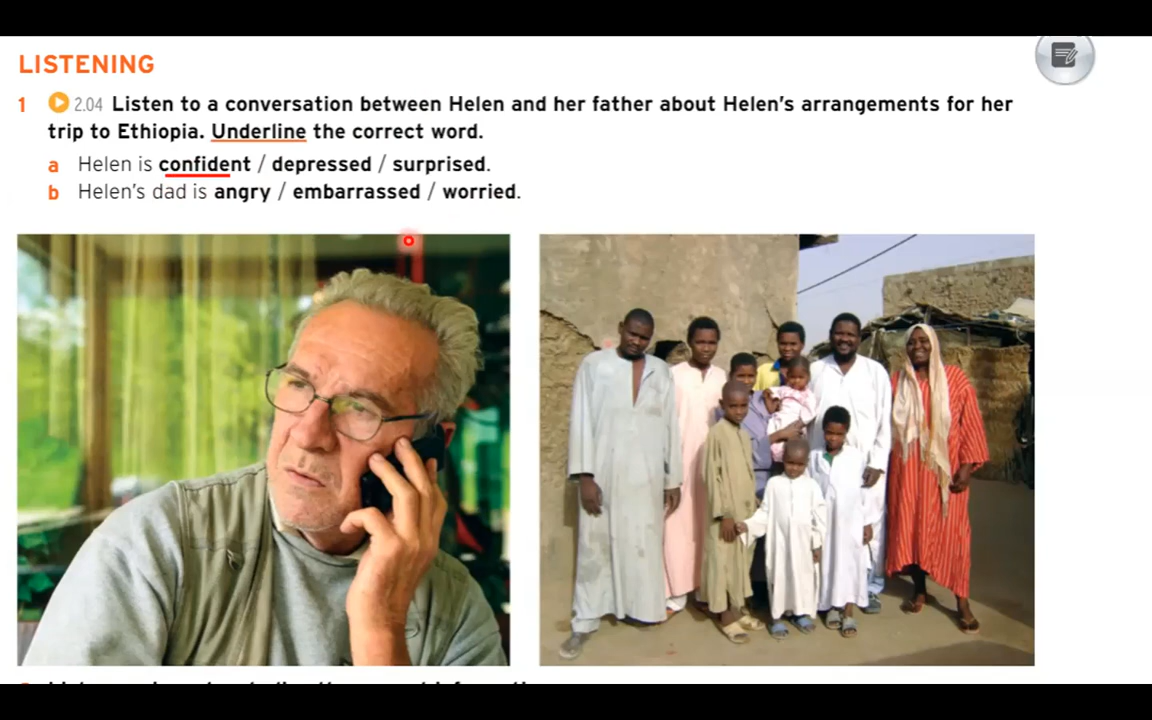 LISTENING
1 2.04 Listen to a conversation between Helen and her father about Helen's arrangements for her
trip to Ethiopia. Underline the correct word.
a Helen is confident / depressed / surprised.
b Helen's dad is angry / embarrassed / worried.